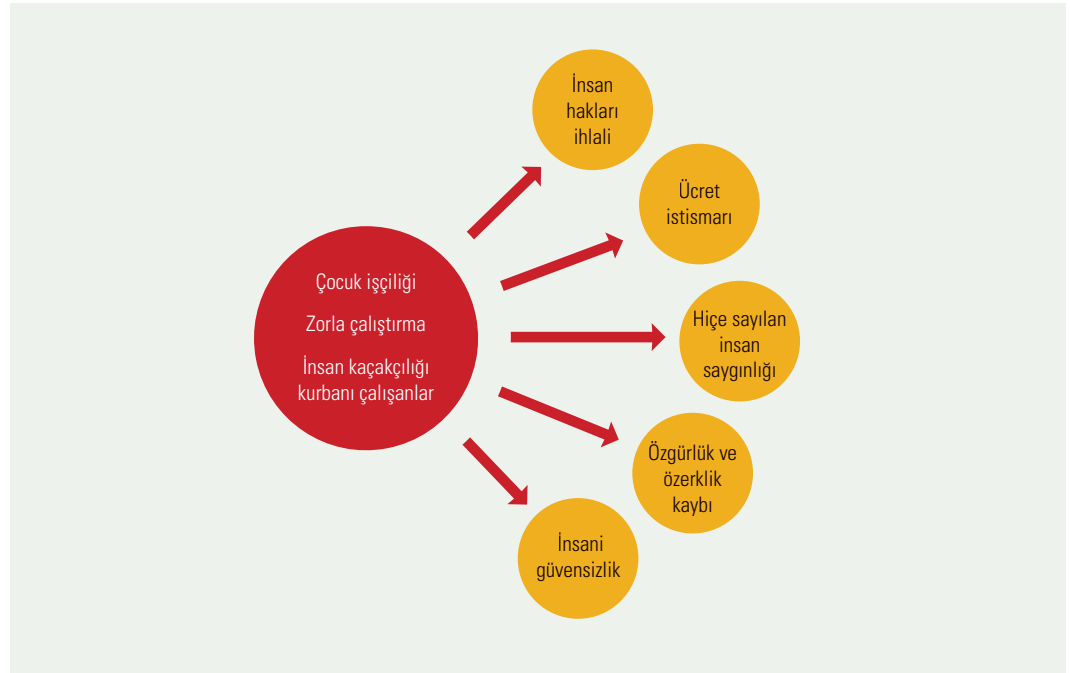 İnsan
hakları
ihlali
Ücret
istismarı
Çocuk işçiliği
Zorla çalıştırma
İnsan kaçakçılığı
kurbanı çalışanlar
Hiçe sayılan
insan
saygınlığı
Özgürlük ve
özerklik
kaybı
İnsani
güvensizlik